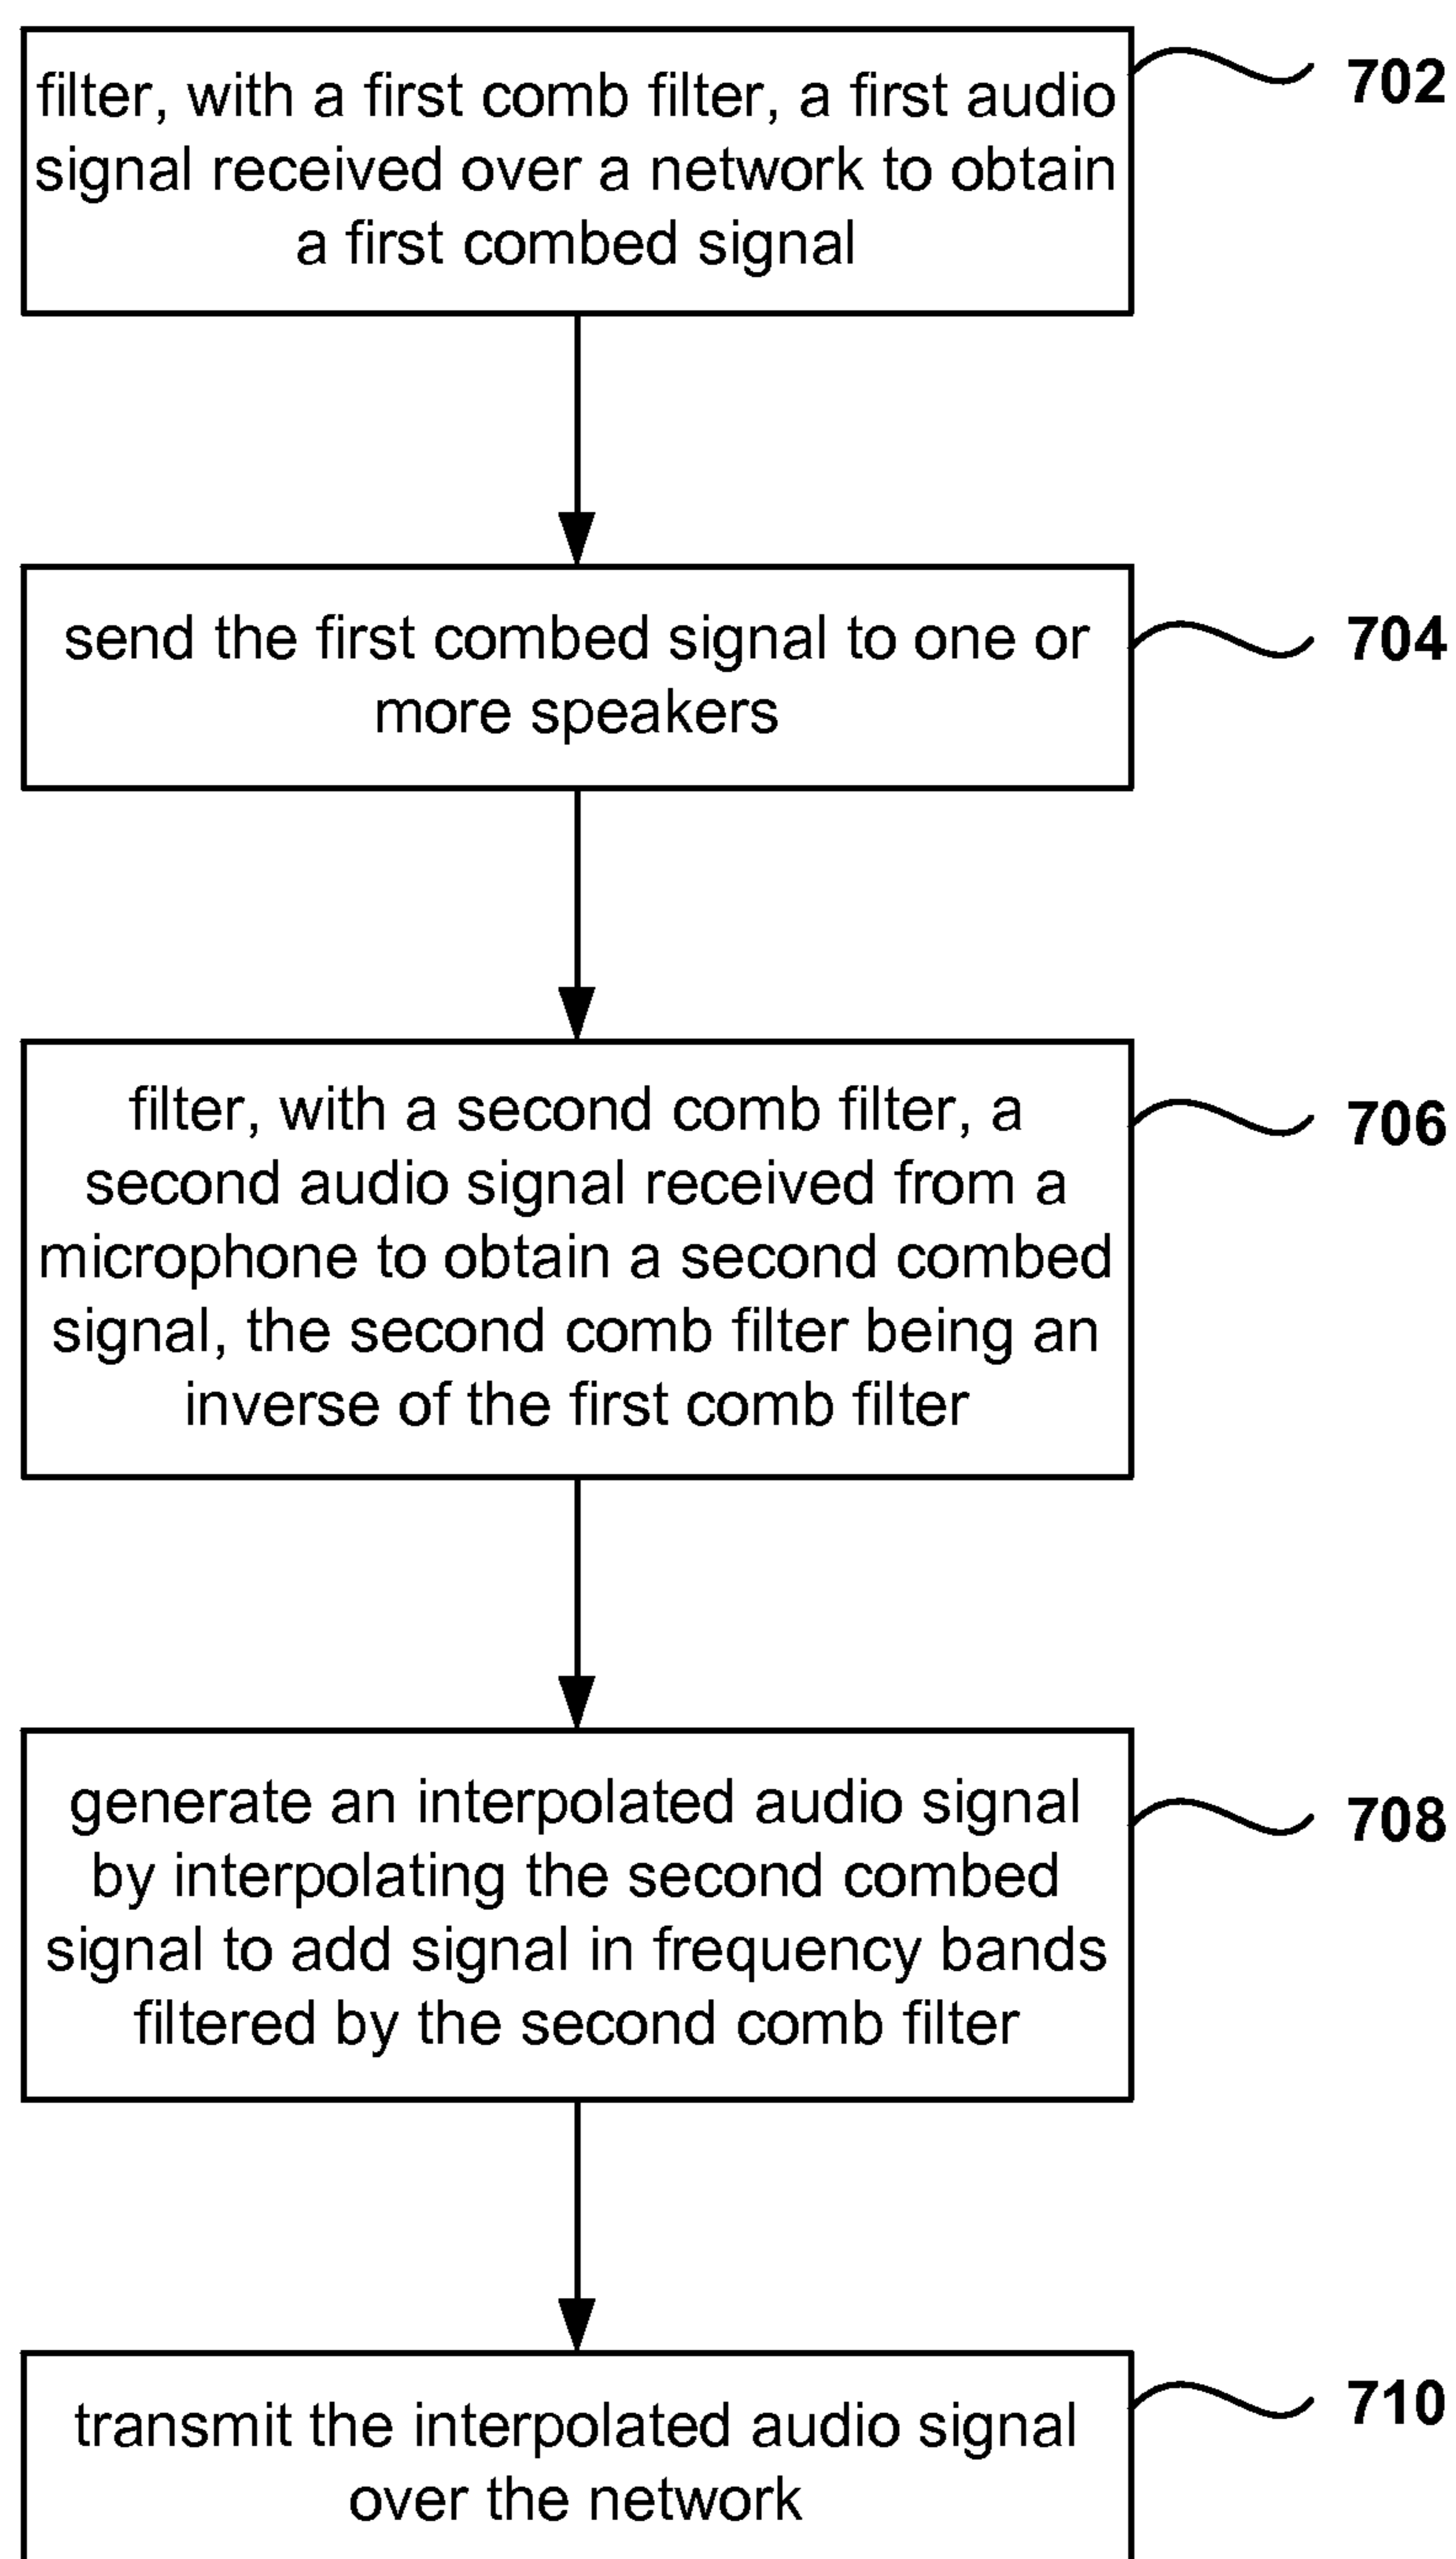 filter, with a first comb filter, a first audio
signal received over a network to obtain
a first combed signal
702
send the first combed signal to one or
more speakers
704
filter, with a second comb filter, a
second audio signal received from a
microphone to obtain a second combed
signal, the second comb filter being an
inverse of the first comb filter
706
generate an interpolated audio signal
by interpolating the second combed
signal to add signal in frequency bands
filtered by the second comb filter
708
transmit the interpolated audio signal
over the network
710